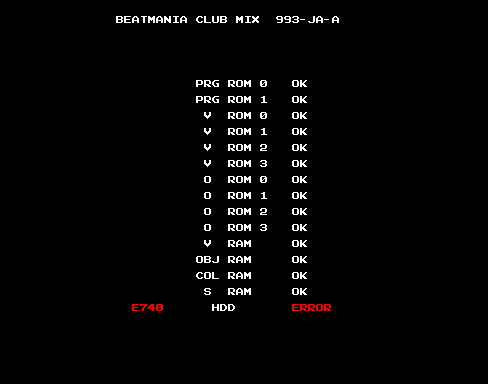 BEATMANIA CLUB MIX 993-JA-A
PRG ROM 0 OK
PRG ROM 1 OK
V ROM 0 OK
V ROM 1 OK
V ROM 2 OK
V ROM 3 OK
O ROM 0 OK
O ROM 1 OK
O ROM 2 OK
O ROM 3 OK
V RAM OK
OBJ RAM OK
COL RAM OK
S RAM OK
E740 HDD ERROR